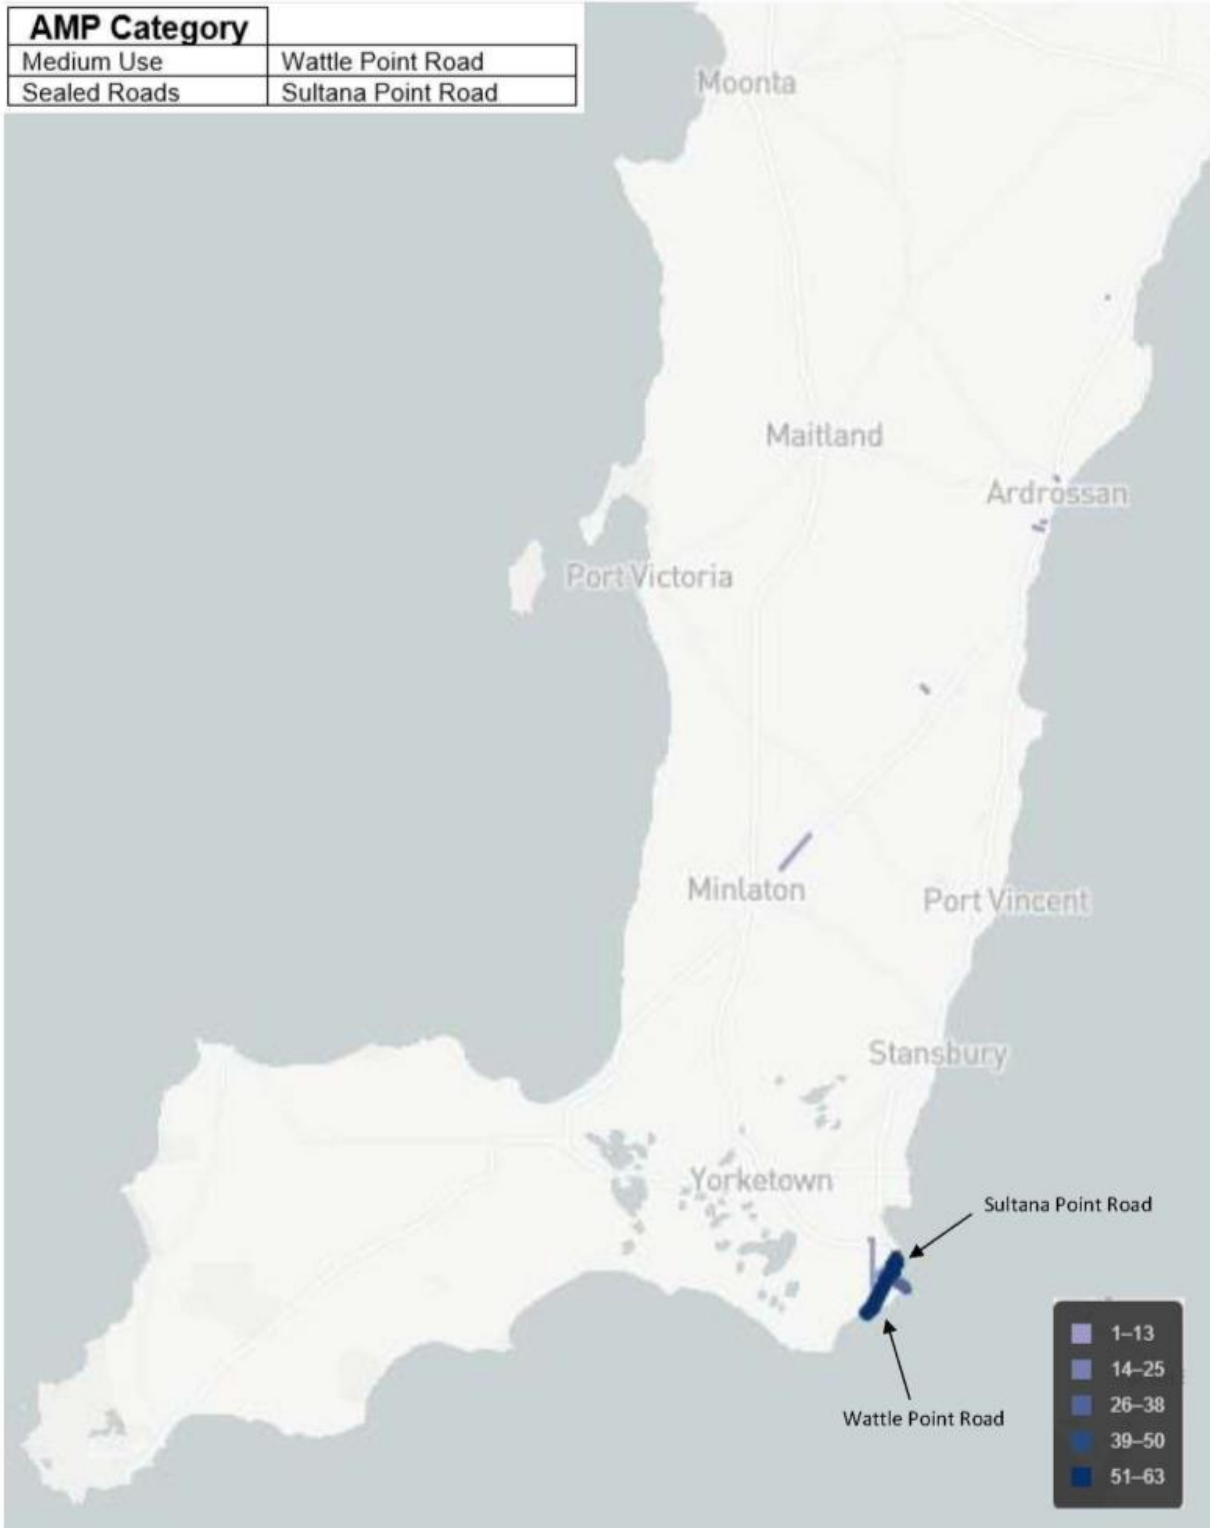 AMP Category
Medium Use Wattle Point Road
Sealed Roads Sultana Point Road
Moonta
Maitland
Ardrossan
Port Victoria
Minlaton
Port Vincent
Stansbury
Yorketown
Sultana Point Road
Wattle Point Road
1–13
14–25
26–38
39–50
51–63